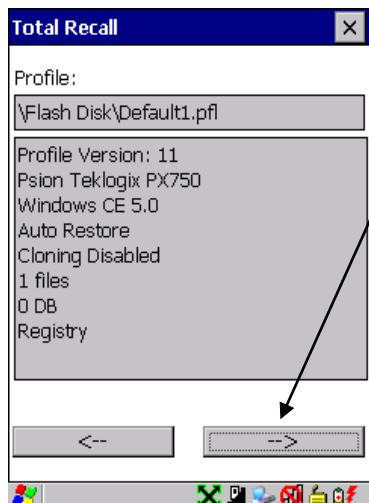 Total Recall
Profile:
\Flash Disk\Default1.pfl
Profile Version: 11
Psion Teklogix PX750
Windows CE 5.0
Auto Restore
Cloning Disabled
1 files
0 DB
Registry
<--
-->